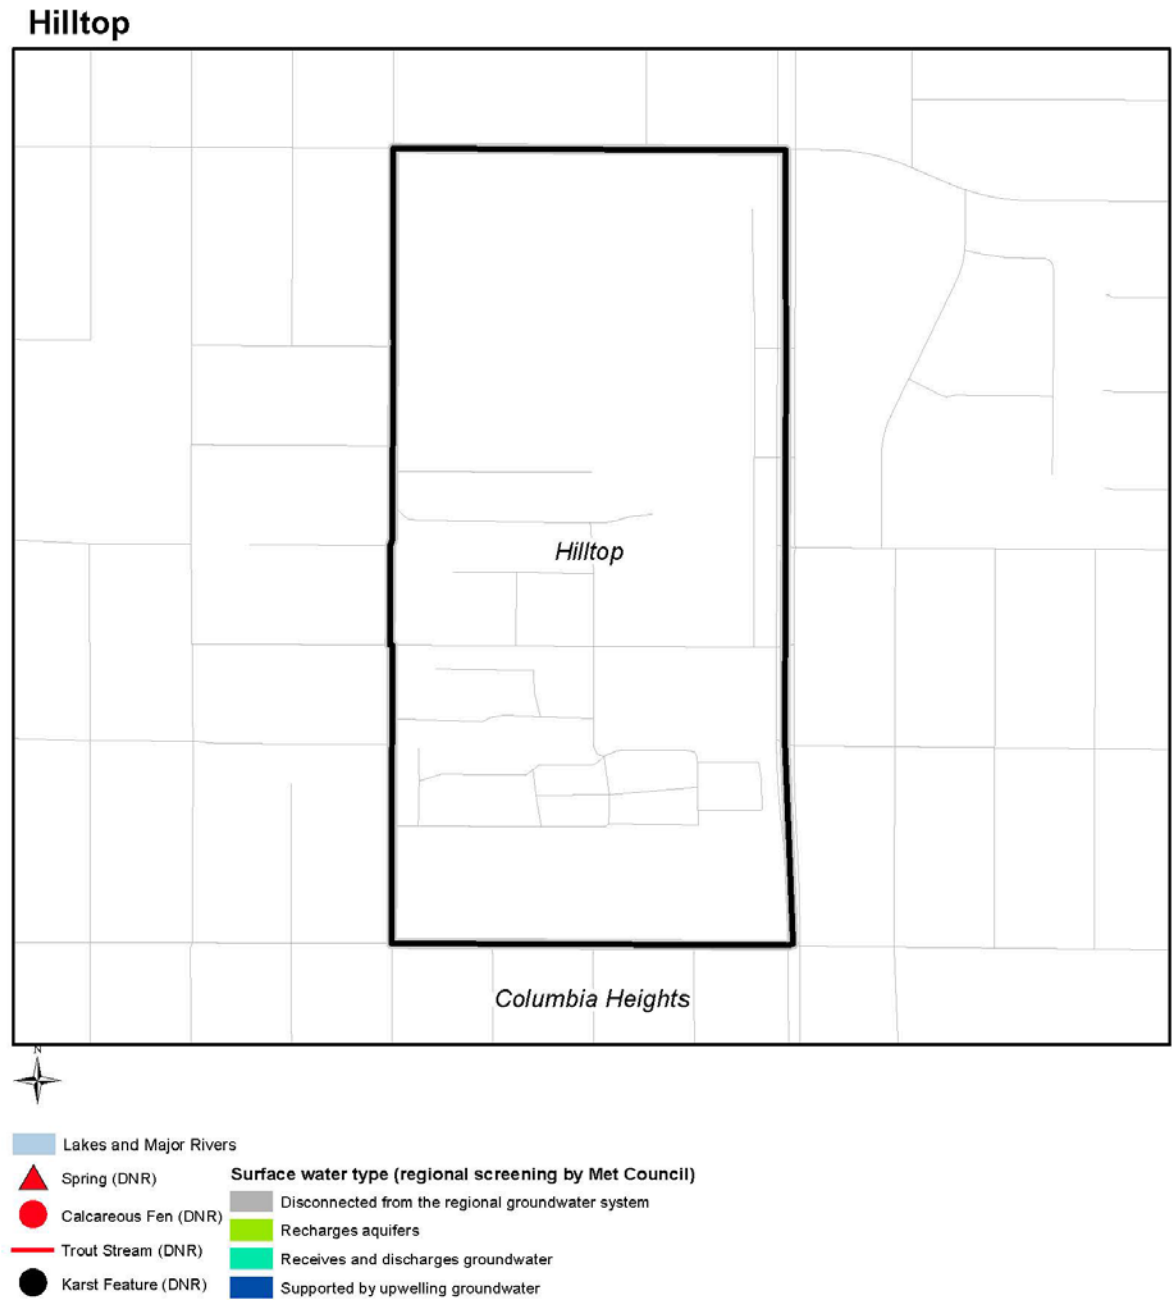 Hilltop
Hilltop
Columbia Heights
N
Lakes and Major Rivers
Spring (DNR)
Calcareous Fen (DNR)
Trout Stream (DNR)
Karst Feature (DNR)
Surface water type (regional screening by Met Council)
Disconnected from the regional groundwater system
Recharges aquifers
Receives and discharges groundwater
Supported by upwelling groundwater